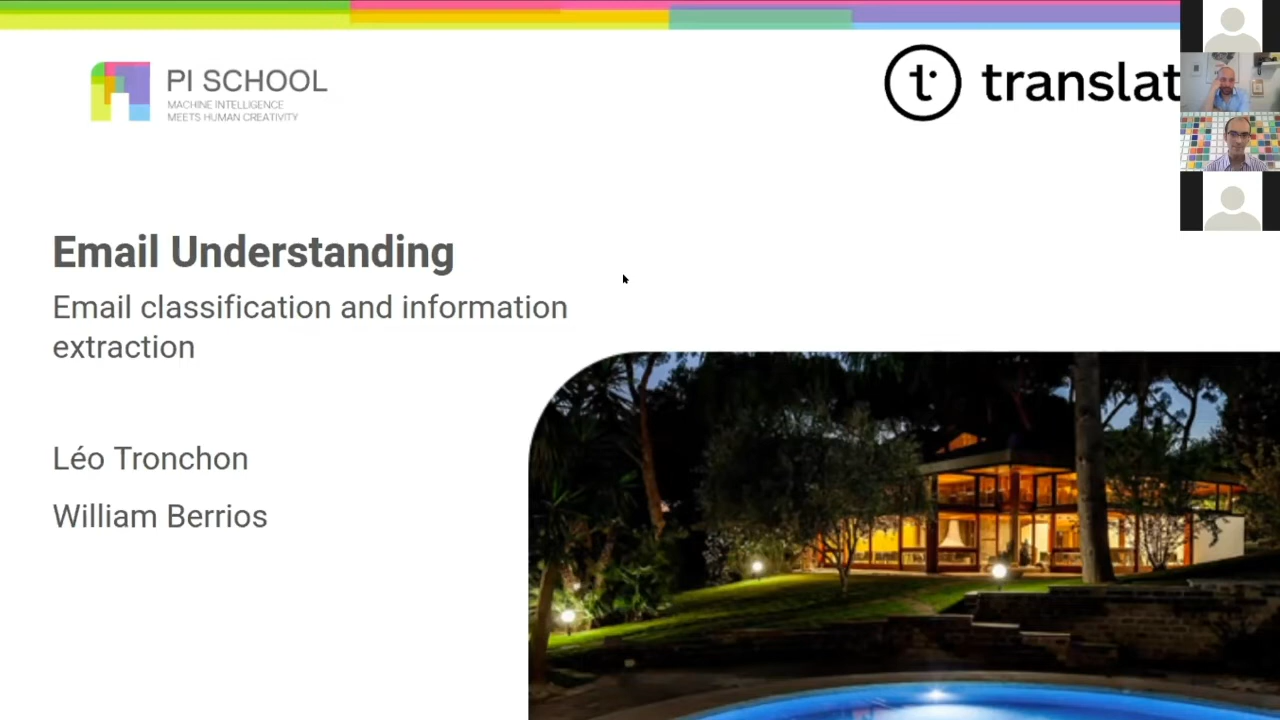 PI SCHOOL
MACHINE INTELLIGENCE
MEETS HUMAN CREATIVITY
translat
Email Understanding
Email classification and information
extraction
Léo Tronchon
William Berrios